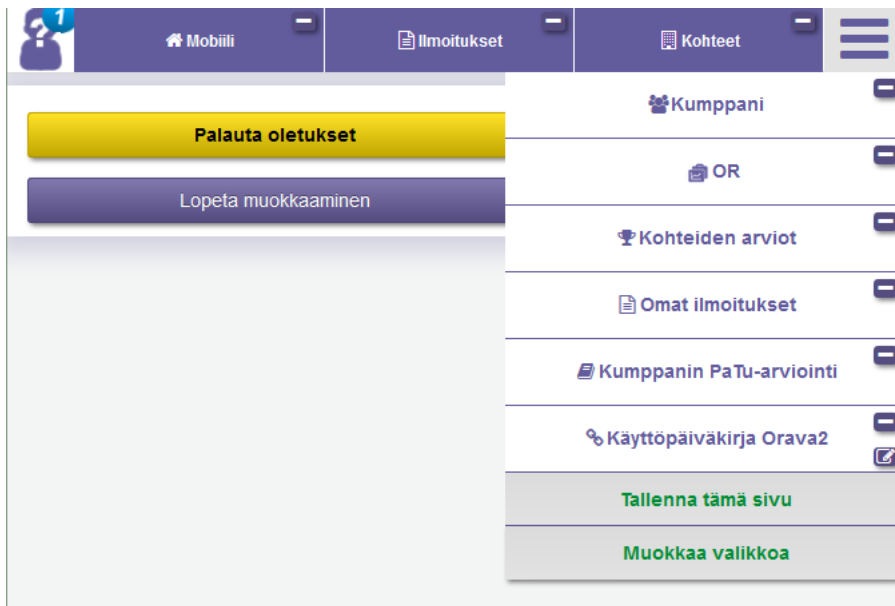 1
Mobiili
Ilmoitukset
Kohteet
Kumppani
Palauta oletukset
OR
Lopeta muokkaaminen
Kohteiden arviot
Omat ilmoitukset
Kumppanin PaTu-arviointi
Käyttöpäiväkirja Orava2
Tallenna tämä sivu
Muokkaa valikkoa